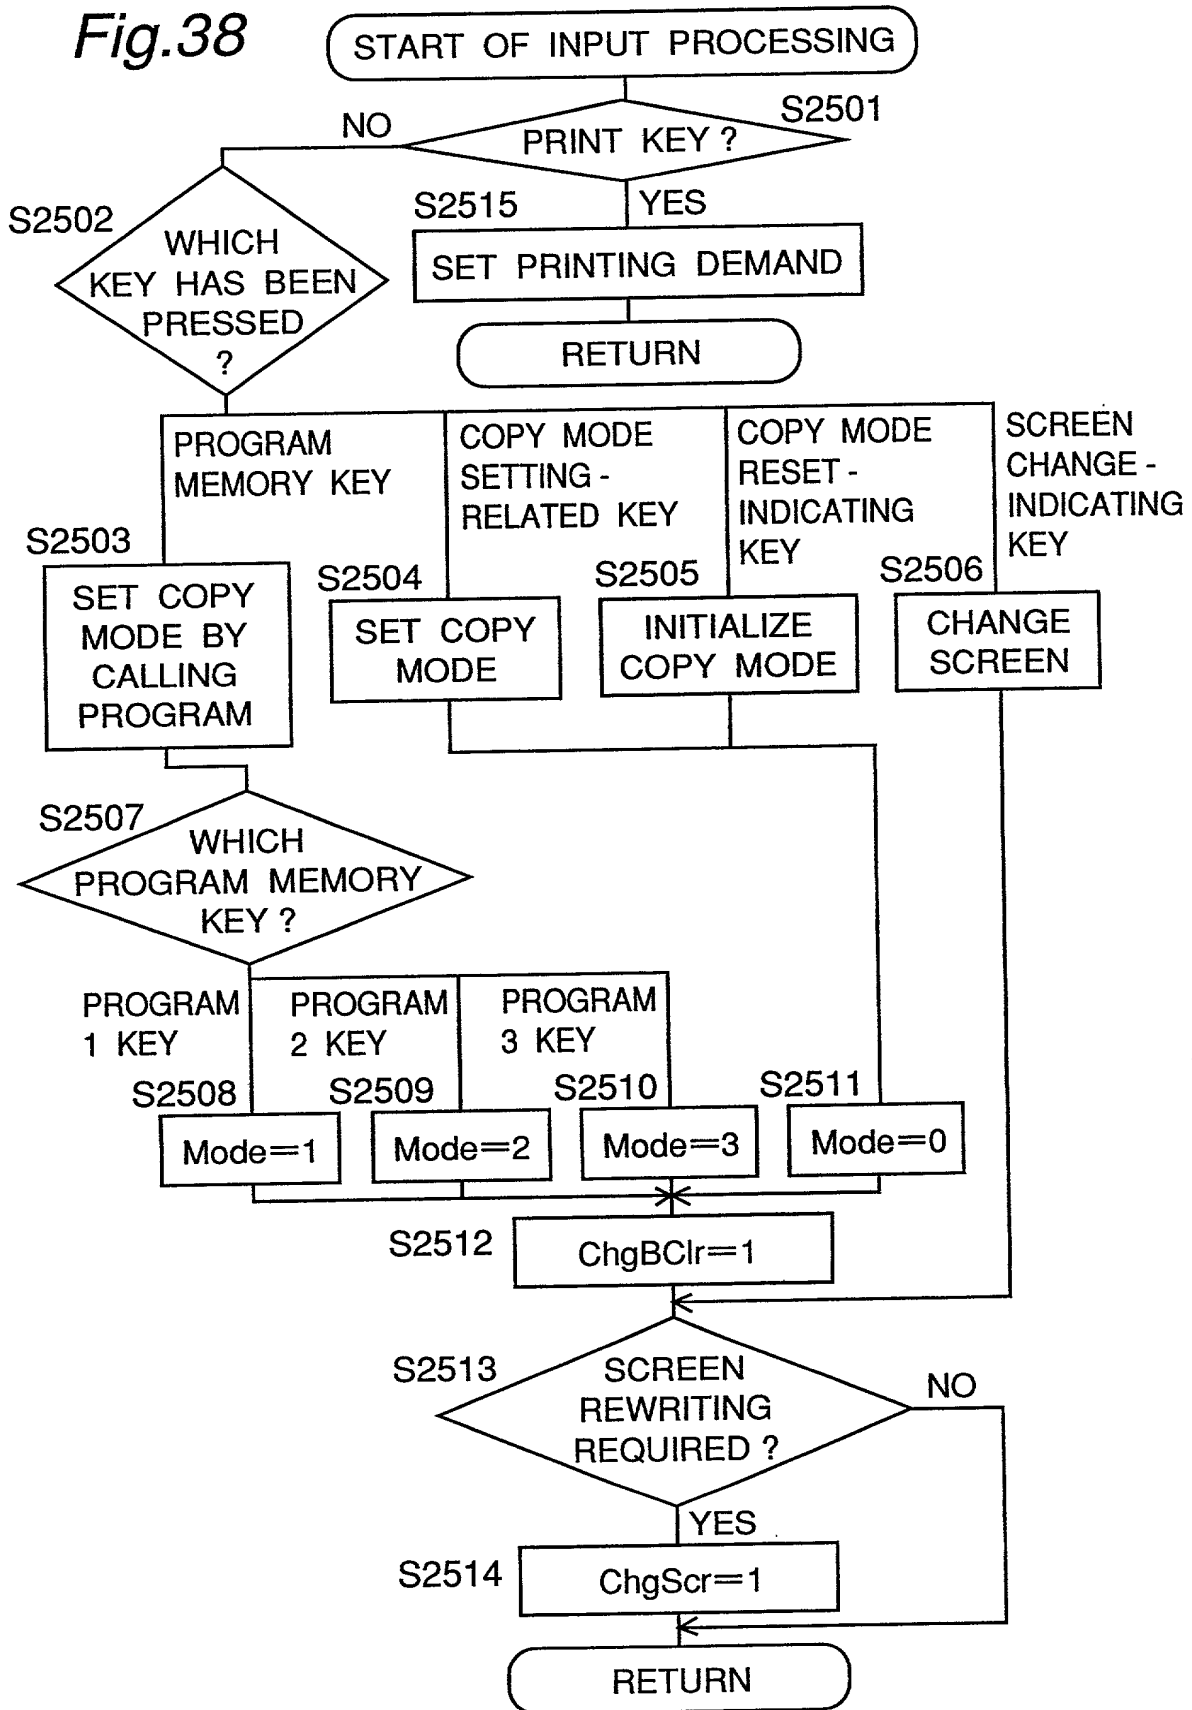 Fig.38
START OF INPUT PROCESSING
S2501
NO
PRINT KEY ?
S2502
S2515
YES
WHICH
KEY HAS BEEN
PRESSED
?
SET PRINTING DEMAND
RETURN
PROGRAM
MEMORY KEY
COPY MODE
SETTING -
RELATED KEY
COPY MODE
RESET -
INDICATING
KEY
SCREEN
CHANGE -
INDICATING
KEY
S2503
SET COPY
MODE BY
CALLING
PROGRAM
S2504
SET COPY
MODE
S2505
INITIALIZE
COPY MODE
S2506
CHANGE
SCREEN
S2507
WHICH
PROGRAM MEMORY
KEY ?
PROGRAM
1 KEY
PROGRAM
2 KEY
PROGRAM
3 KEY
S2508
Mode=1
S2509
Mode=2
S2510
Mode=3
S2511
Mode=0
S2512
ChgBClr=1
S2513
SCREEN
REWRITING
REQUIRED ?
NO
YES
S2514
ChgScr=1
RETURN